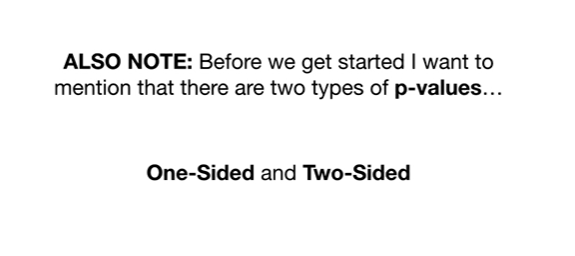 ALSO NOTE: Before we get started I want to
mention that there are two types of p-values…
One-Sided and Two-Sided